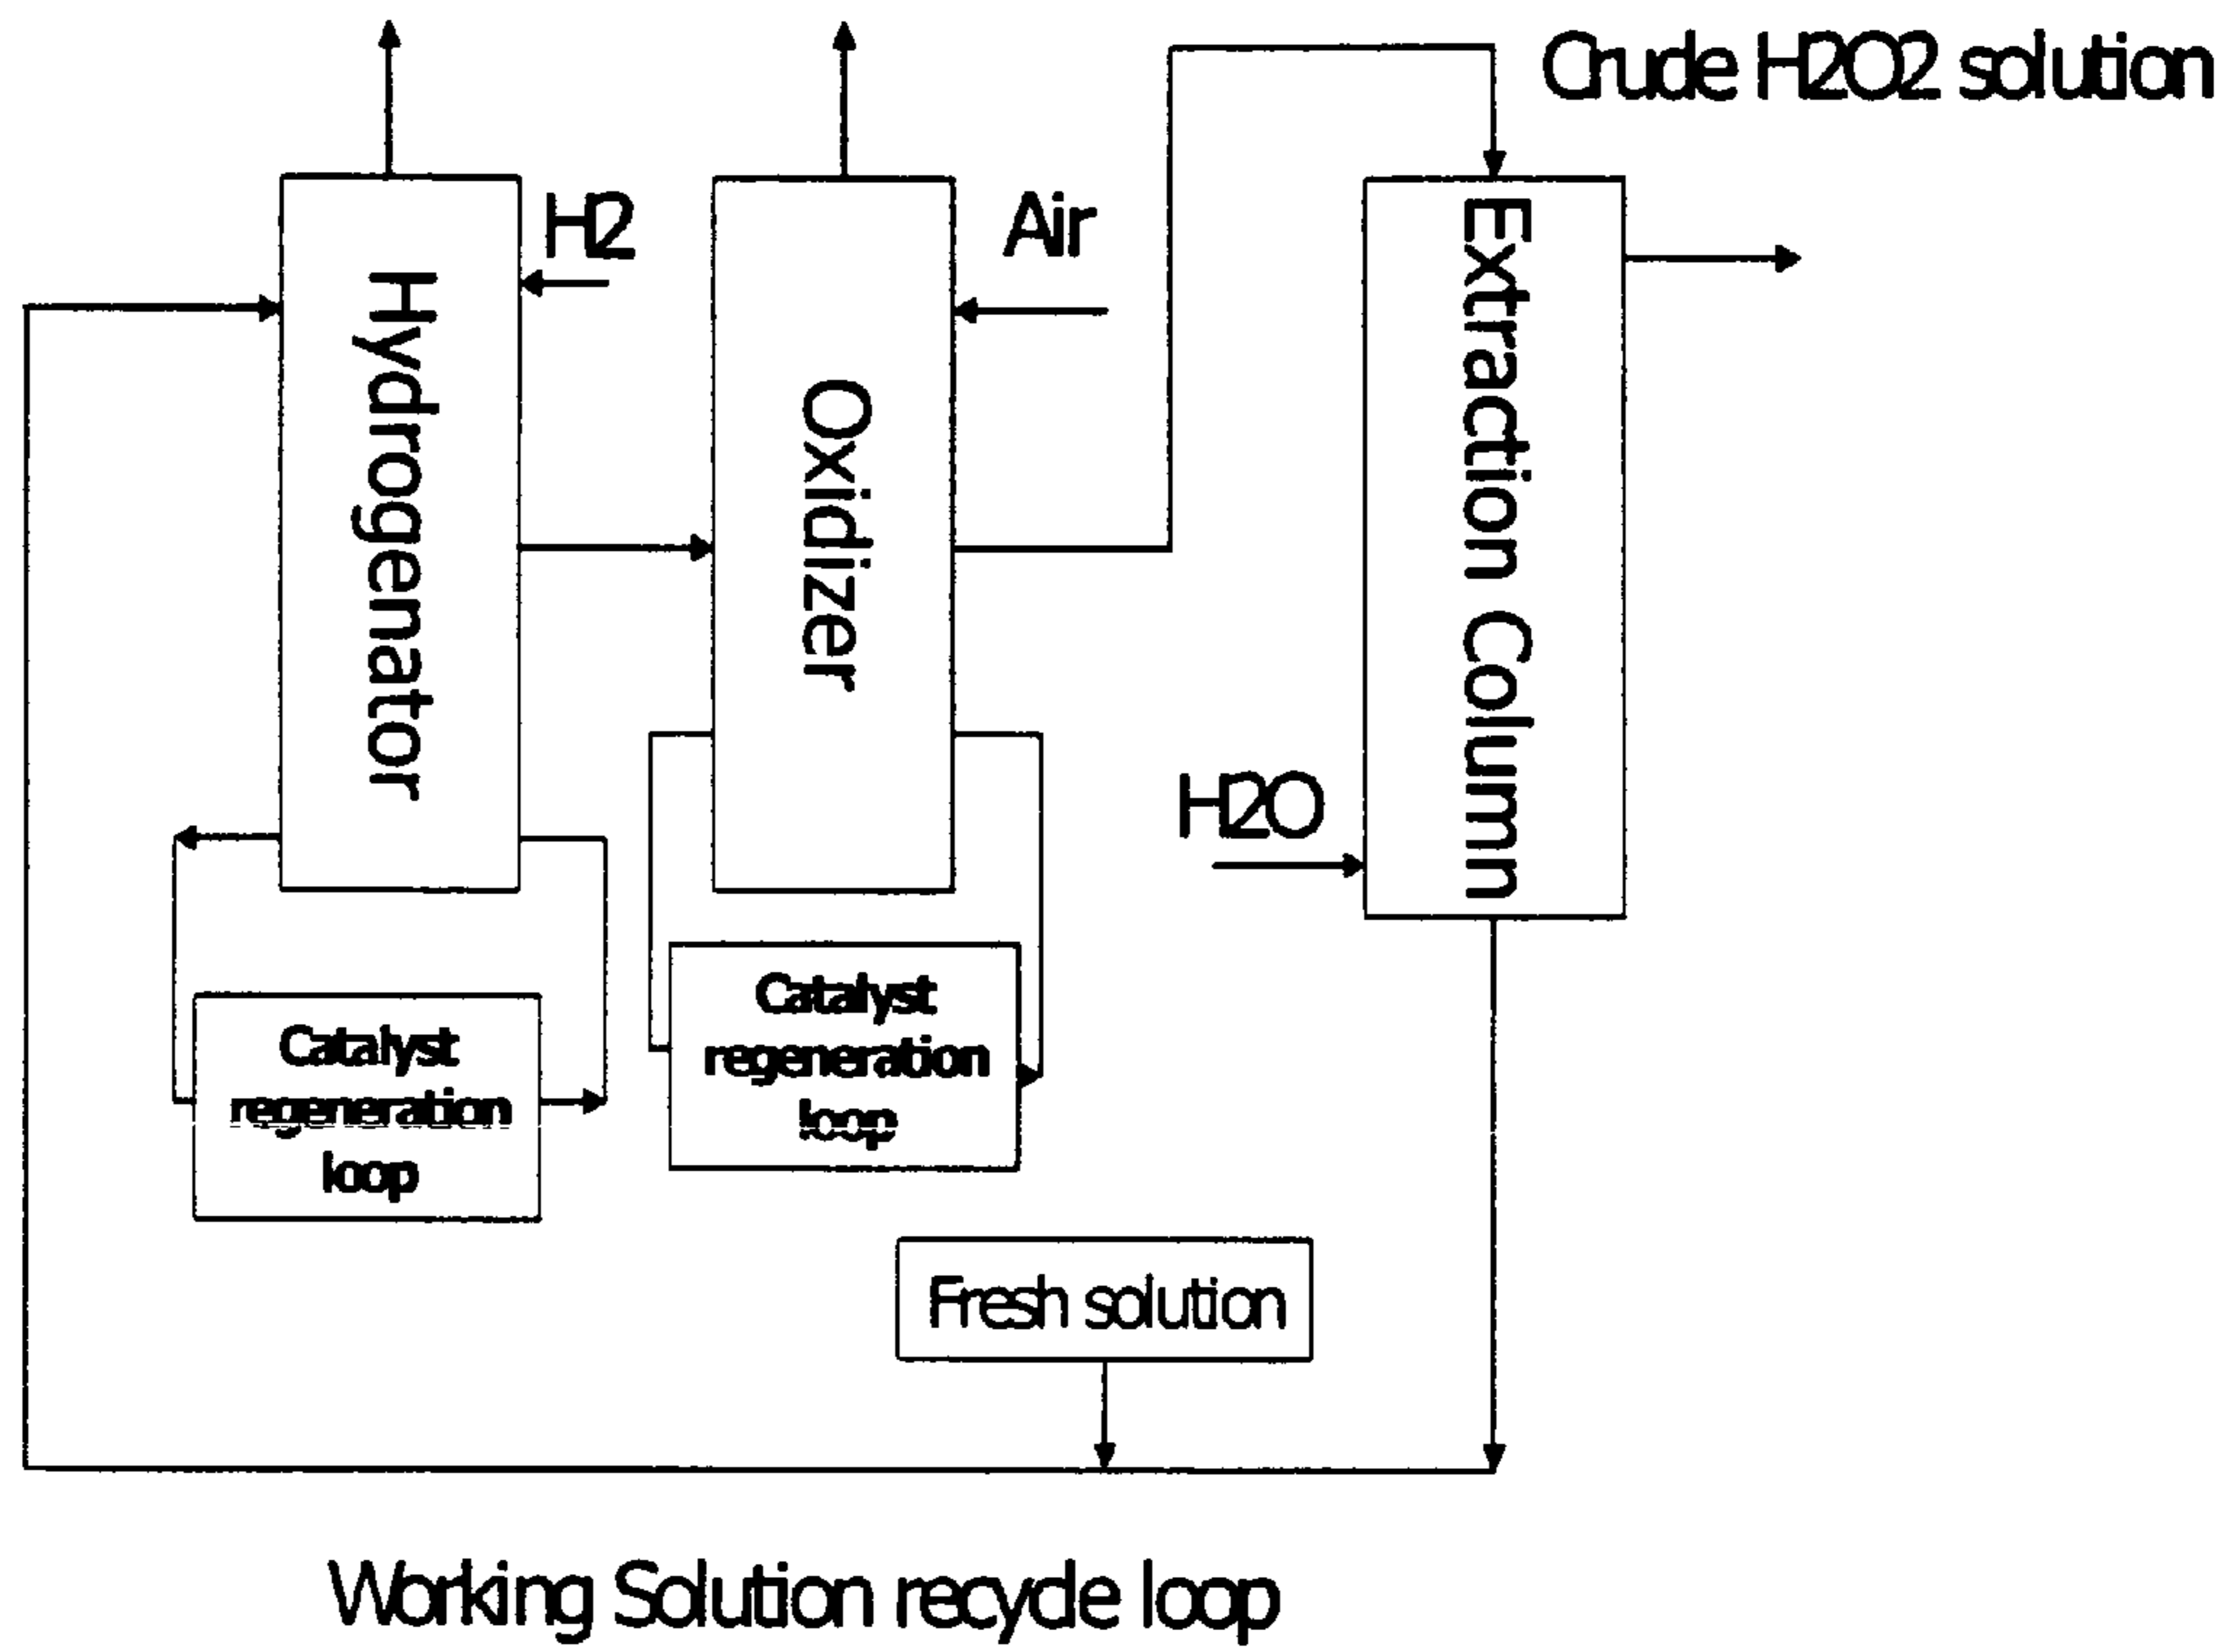 Crude H2O2 solution
H2
Air
Hydrogenator
Oxidizer
Extraction Column
H2O
Catalyst
regeneration
loop
Catalyst
regeneration
loop
Fresh solution
Working Solution recycle loop